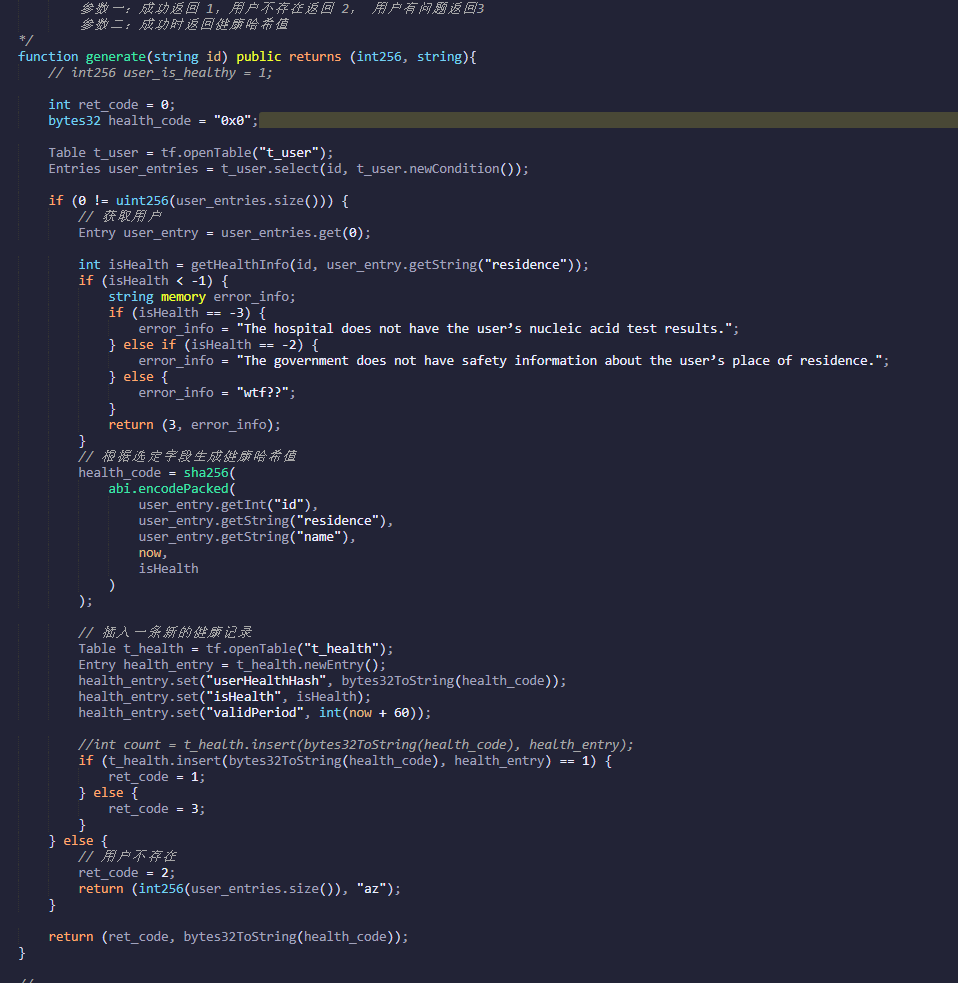 参数一：成功返回 1，用户不存在返回 2， 用户有问题返回3
参数二：成功时返回健康哈希值
*/
function generate(string id) public returns (int256, string){
// int256 user_is_healthy = 1;
int ret_code = 0;
bytes32 health_code = "0x0";
Table t_user = tf.openTable("t_user");
Entries user_entries = t_user.select(id, t_user.newCondition());
if (0 != uint256(user_entries.size())) {
// 获取用户
Entry user_entry = user_entries.get(0);
int isHealth = getHealthInfo(id, user_entry.getString("residence"));
if (isHealth < -1) {
string memory error_info;
if (isHealth == -3) {
error_info = "The hospital does not have the user’s nucleic acid test results.";
} else if (isHealth == -2) {
error_info = "The government does not have safety information about the user’s place of residence.";
} else {
error_info = "wtf??";
}
return (3, error_info);
}
// 根据选定字段生成健康哈希值
health_code = sha256(
abi.encodePacked(
user_entry.getInt("id"),
user_entry.getString("residence"),
user_entry.getString("name"),
now,
isHealth
)
);
// 插入一条新的健康记录
Table t_health = tf.openTable("t_health");
Entry health_entry = t_health.newEntry();
health_entry.set("userHealthHash", bytes32ToString(health_code));
health_entry.set("isHealth", isHealth);
health_entry.set("validPeriod", int(now + 60));
//int count = t_health.insert(bytes32ToString(health_code), health_entry);
if (t_health.insert(bytes32ToString(health_code), health_entry) == 1) {
ret_code = 1;
} else {
ret_code = 3;
}
} else {
// 用户不存在
ret_code = 2;
return (int256(user_entries.size()), "az");
}
return (ret_code, bytes32ToString(health_code));
}